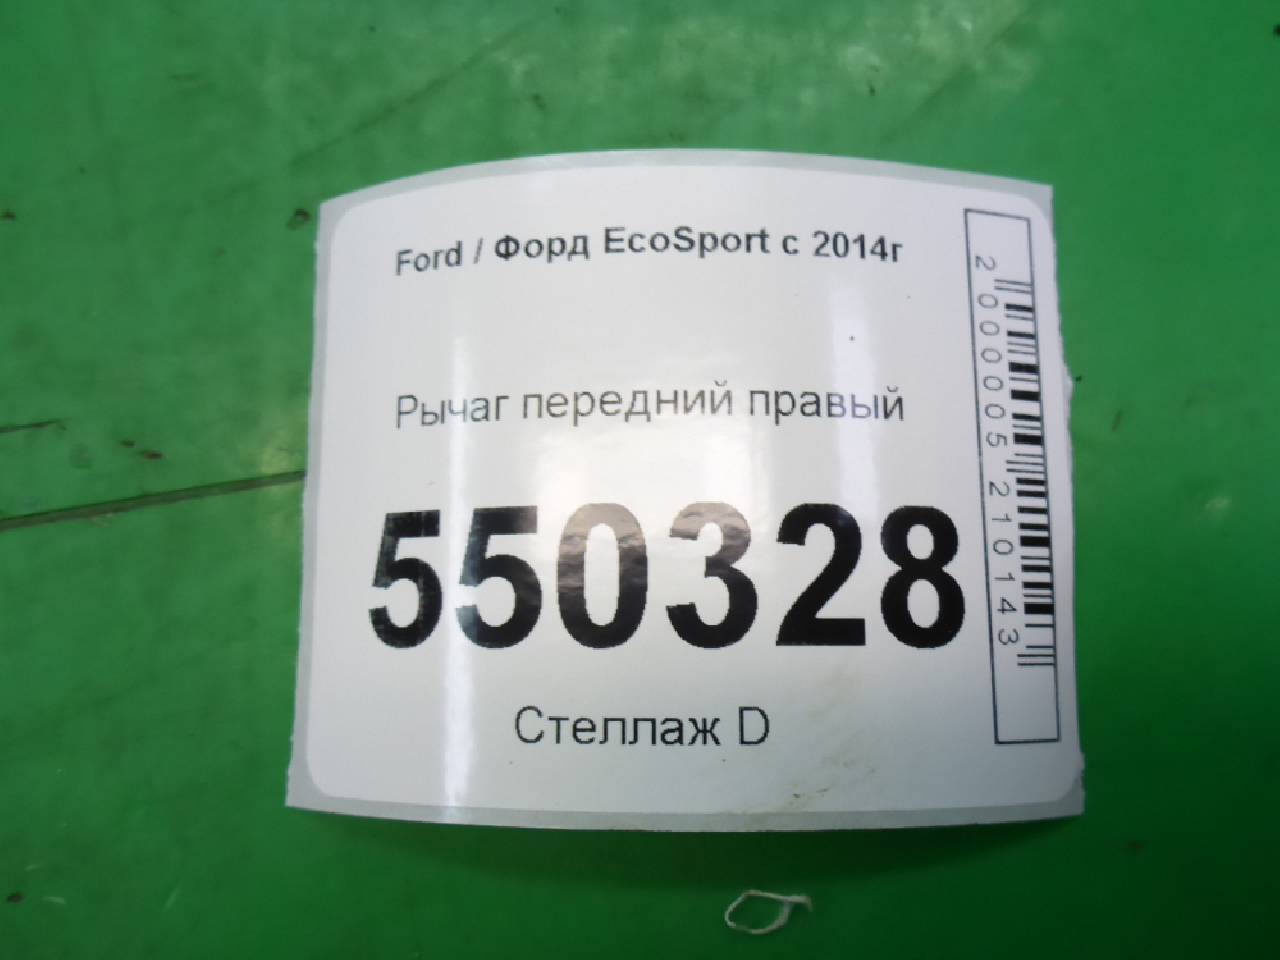 Ford / Форд EcoSport с 2014г
Рычаг передний правый
550328
Стеллаж D
2000005210143